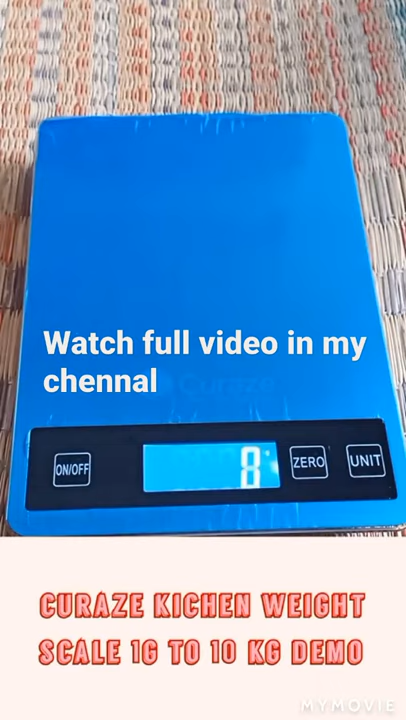 Watch full video in my
chennal
Curaze
ON/OFF
8
ZERO
UNIT
CURAZE KICHEN WEIGHT
SCALE 1G TO 10 KG DEMO
MYMOVIE